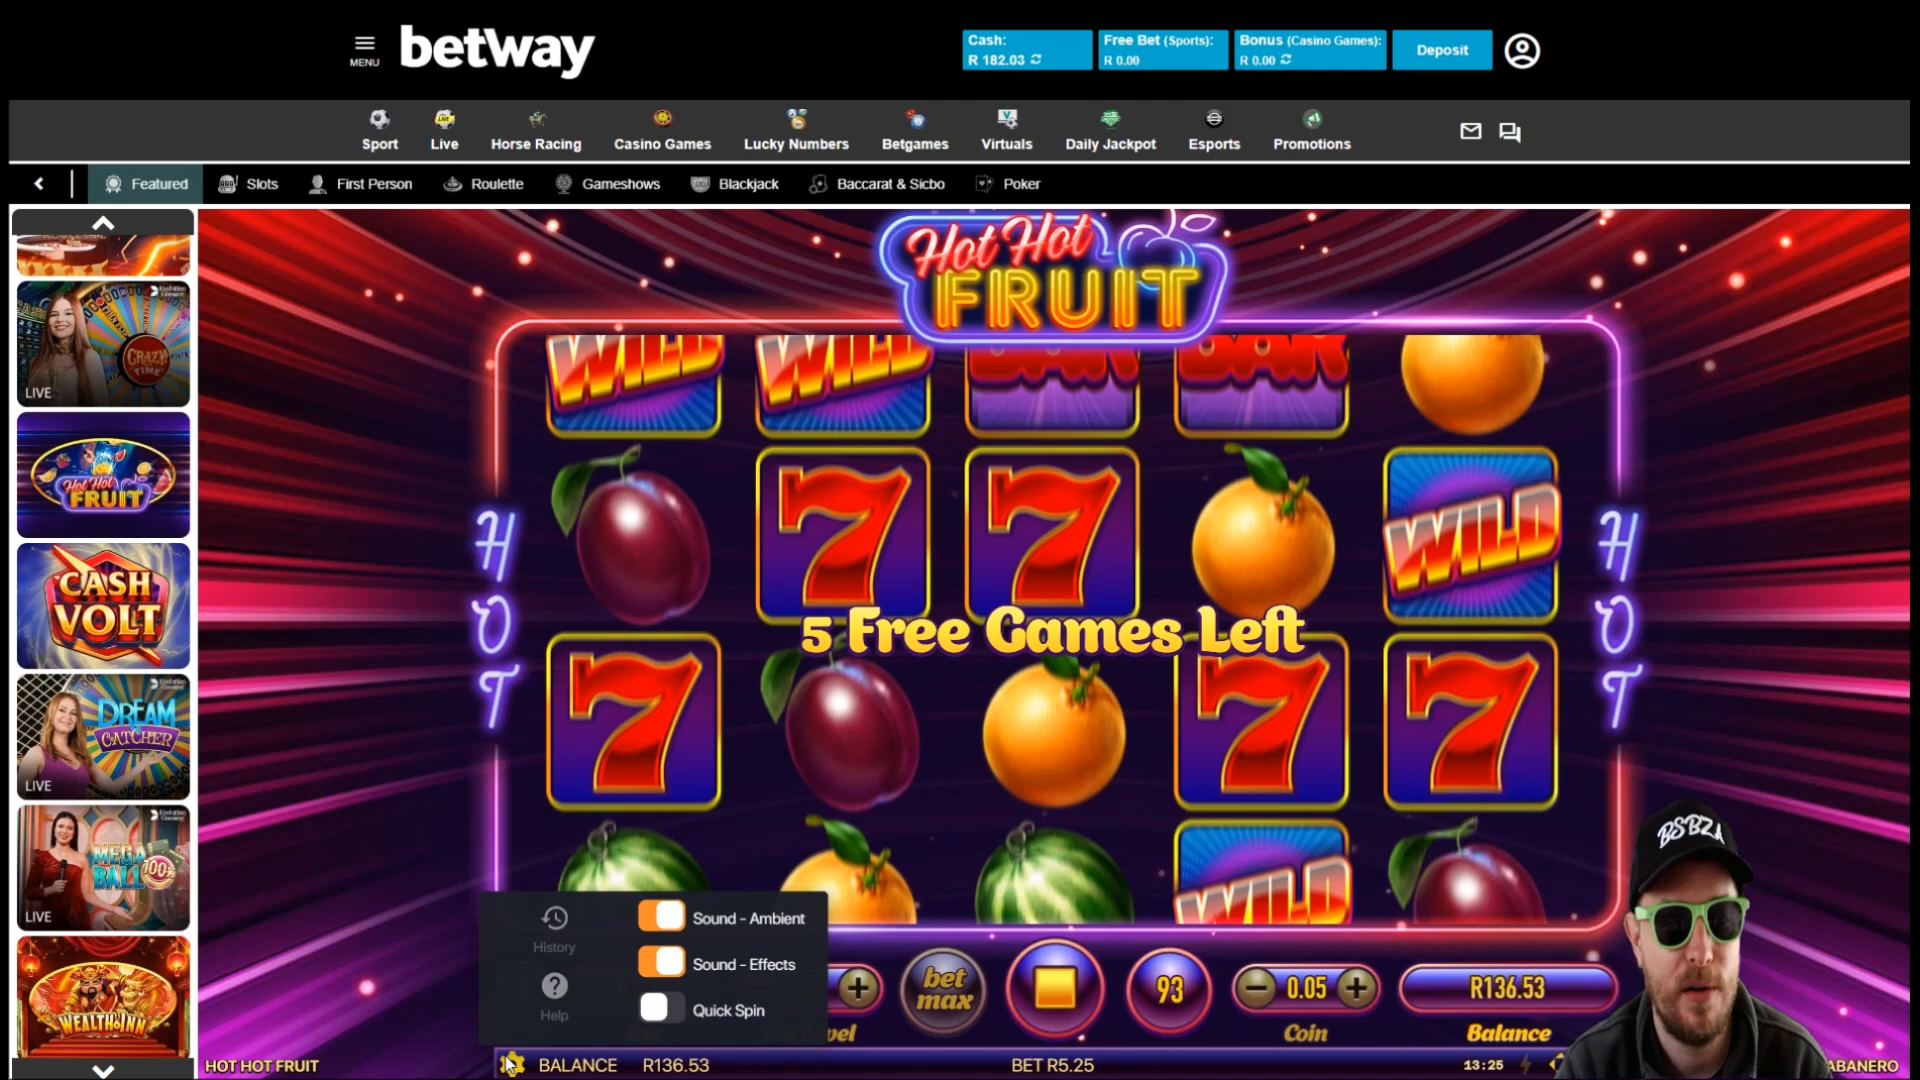 MENU
betway
Cash:
R 182.03
Free Bet (Sports):
R 0.00
Bonus (Casino Games):
R 0.00
Deposit
Sport
Live
Horse Racing
Casino Games
Lucky Numbers
Betgames
Virtuals
Daily Jackpot
Esports
Promotions
Featured
Slots
First Person
Roulette
Gameshows
Blackjack
Baccarat & Sicbo
Poker
CRAZY TIME
LIVE
Hot Hot
FRUIT
CASH
VOLT
DREAM
CATCHER
LIVE
MEGA
BALL
100x
LIVE
WEALTH INN
Hot Hot
FRUIT
WILD
WILD
BAR
BAR
7
7
WILD
HOT
HOT
5 Free Games Left
7
7
7
WILD
BSBZA
History
Help
Sound - Ambient
Sound - Effects
Quick Spin
bet
max
93
0.05
R136.53
Coin
Balance
HOT HOT FRUIT
BALANCE R136.53
BET R5.25
13:25